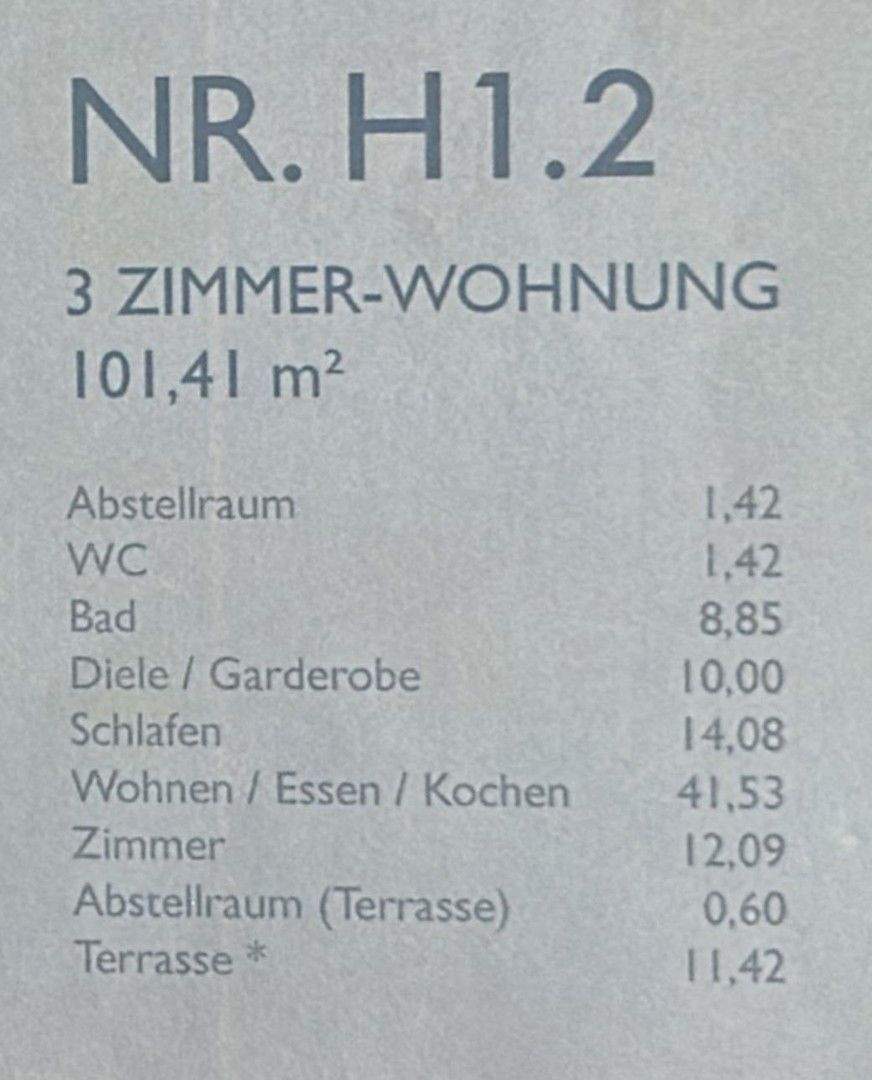 NR. H1.2
3 ZIMMER-WOHNUNG
101,41 m²
Abstellraum 1,42
WC 1,42
Bad 8,85
Diele / Garderobe 10,00
Schlafen 14,08
Wohnen / Essen / Kochen 41,53
Zimmer 12,09
Abstellraum (Terrasse) 0,60
Terrasse * 11,42